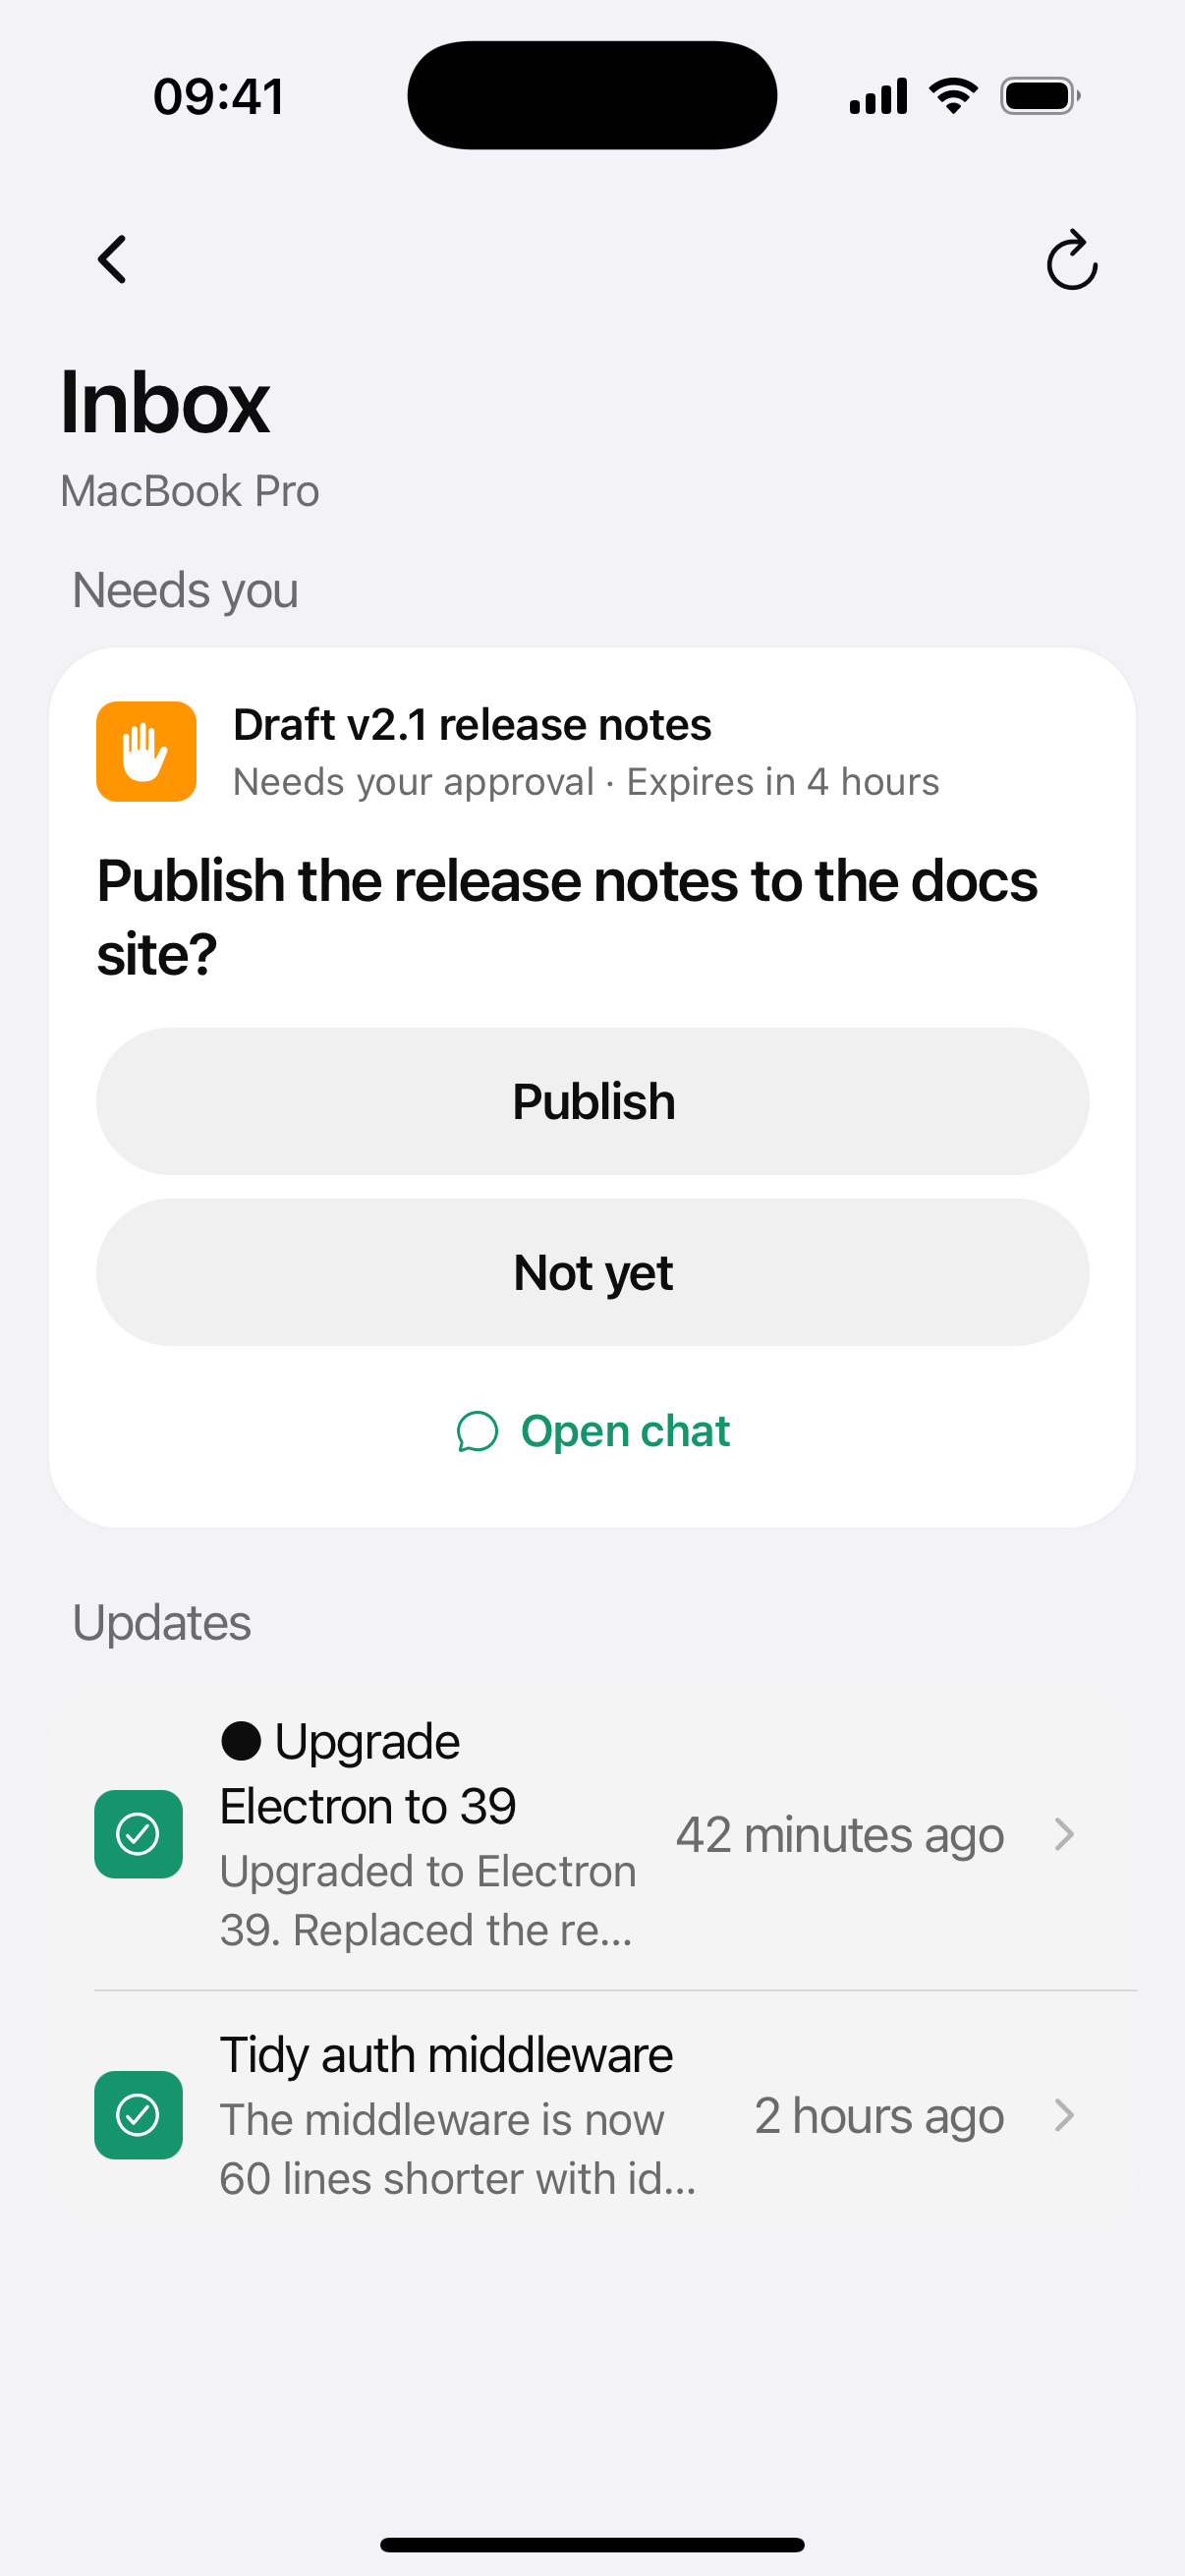 09:41
Inbox
MacBook Pro
Needs you
Draft v2.1 release notes
Needs your approval · Expires in 4 hours
Publish the release notes to the docs
site?
Publish
Not yet
Open chat
Updates
Upgrade
Electron to 39
Upgraded to Electron
39. Replaced the re...
42 minutes ago
Tidy auth middleware
The middleware is now
60 lines shorter with id...
2 hours ago